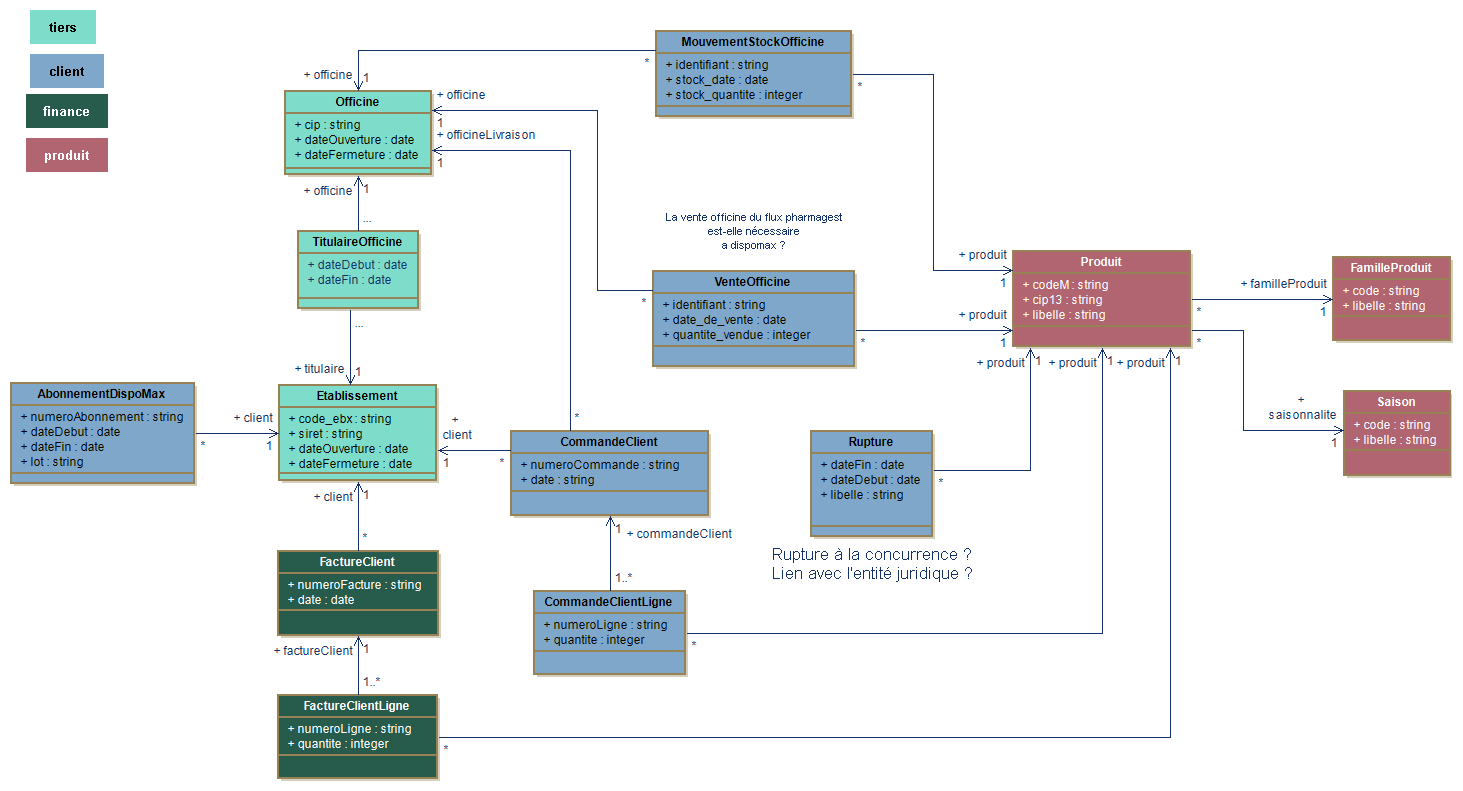 tiers
client
finance
produit
MouvementStockOfficine
+ identifiant : string
+ stock_date : date
+ stock_quantite : integer
*
*
+ officine
1
Officine
+ cip : string
+ dateOuverture : date
+ dateFermeture : date
+ officine
1
+ officineLivraison
1
+ officine
1
...
TitulaireOfficine
+ dateDebut : date
+ dateFin : date
...
+ titulaire
1
La vente officine du flux pharmagest
est-elle nécessaire
a dispomax ?
VenteOfficine
+ identifiant : string
+ date_de_vente : date
+ quantite_vendue : integer
*
*
+ produit
1
+ produit
1
Produit
+ codeM : string
+ cip13 : string
+ libelle : string
+ familleProduit
*
1
FamilleProduit
+ code : string
+ libelle : string
*
+
saisonnalite
1
Saison
+ code : string
+ libelle : string
+ produit
1
+ produit
1
+ produit
1
AbonnementDispoMax
+ numeroAbonnement : string
+ dateDebut : date
+ dateFin : date
+ lot : string
*
+ client
1
Etablissement
+ code_ebx : string
+ siret : string
+ dateOuverture : date
+ dateFermeture : date
+
client
1
*
*
CommandeClient
+ numeroCommande : string
+ date : string
Rupture
+ dateFin : date
+ dateDebut : date
+ libelle : string
*
Rupture à la concurrence ?
Lien avec l'entité juridique ?
+ client
1
*
FactureClient
+ numeroFacture : string
+ date : date
1
+ commandeClient
1..*
CommandeClientLigne
+ numeroLigne : string
+ quantite : integer
*
+ factureClient
1
1..*
FactureClientLigne
+ numeroLigne : string
+ quantite : integer
*